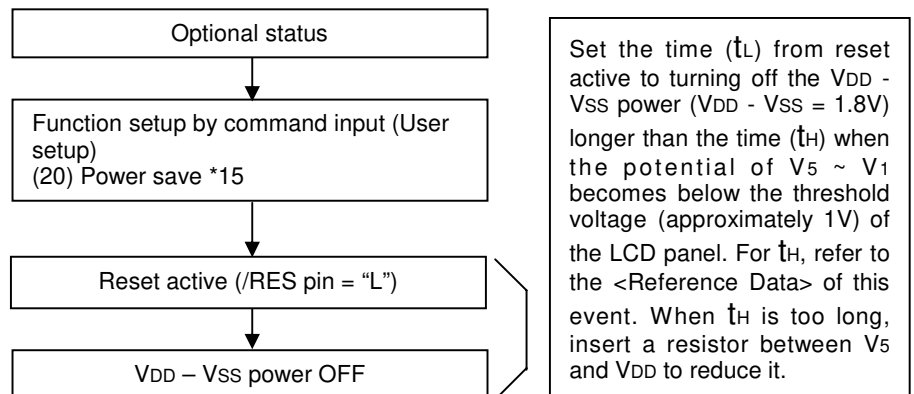 Optional status
Function setup by command input (User
setup)
(20) Power save *15
Reset active (/RES pin = “L”)
VDD – VSS power OFF
Set the time (tL) from reset
active to turning off the VDD -
VSS power (VDD - VSS = 1.8V)
longer than the time (tH) when
the potential of V5 ~ V1
becomes below the threshold
voltage (approximately 1V) of
the LCD panel. For tH, refer to
the <Reference Data> of this
event. When tH is too long,
insert a resistor between V5
and VDD to reduce it.